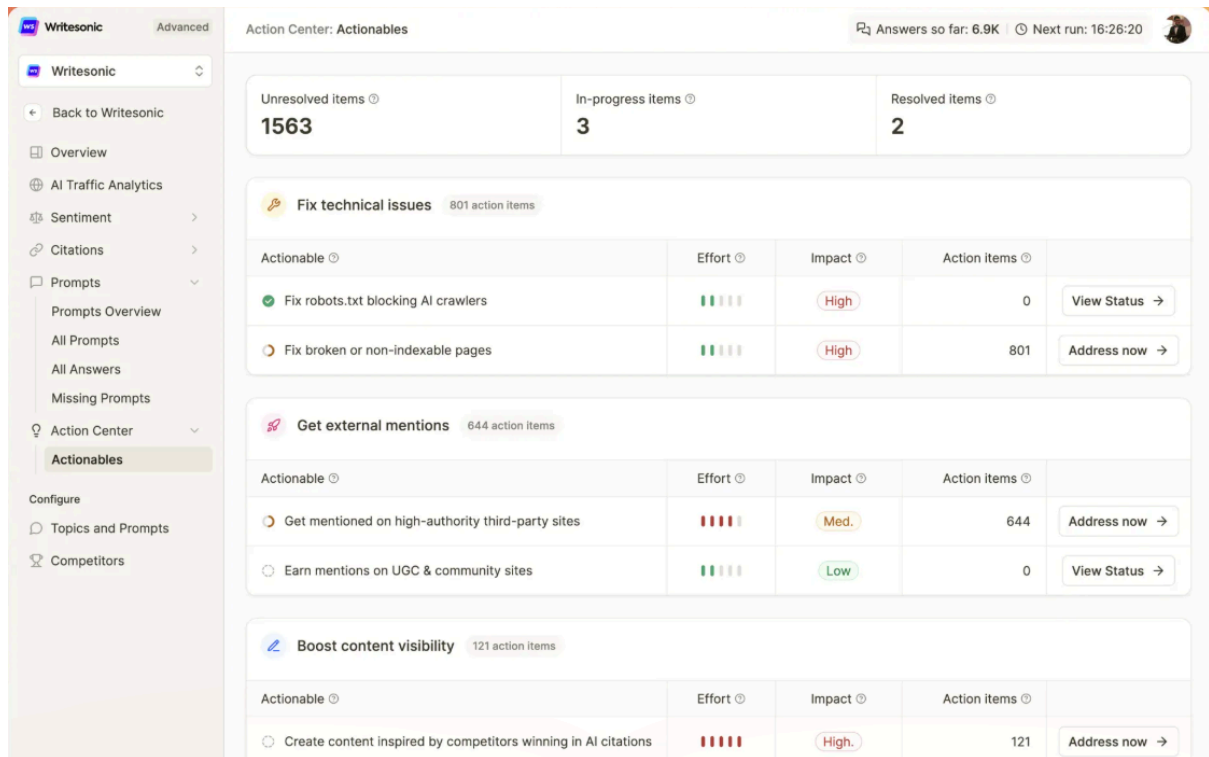 WS
Writesonic
Advanced
Action Center: Actionables
Answers so far: 6.9K
Next run: 16:26:20
Writesonic
Back to Writesonic
Overview
AI Traffic Analytics
Sentiment
Citations
Prompts
Prompts Overview
All Prompts
All Answers
Missing Prompts
Action Center
Actionables
Configure
Topics and Prompts
Competitors
Unresolved items
1563
In-progress items
3
Resolved items
2
Fix technical issues 801 action items
Actionable Effort Impact Action items
Fix robots.txt blocking AI crawlers High 0 View Status →
Fix broken or non-indexable pages High 801 Address now →
Get external mentions 644 action items
Actionable Effort Impact Action items
Get mentioned on high-authority third-party sites Med. 644 Address now →
Earn mentions on UGC & community sites Low 0 View Status →
Boost content visibility 121 action items
Actionable Effort Impact Action items
Create content inspired by competitors winning in AI citations High. 121 Address now →